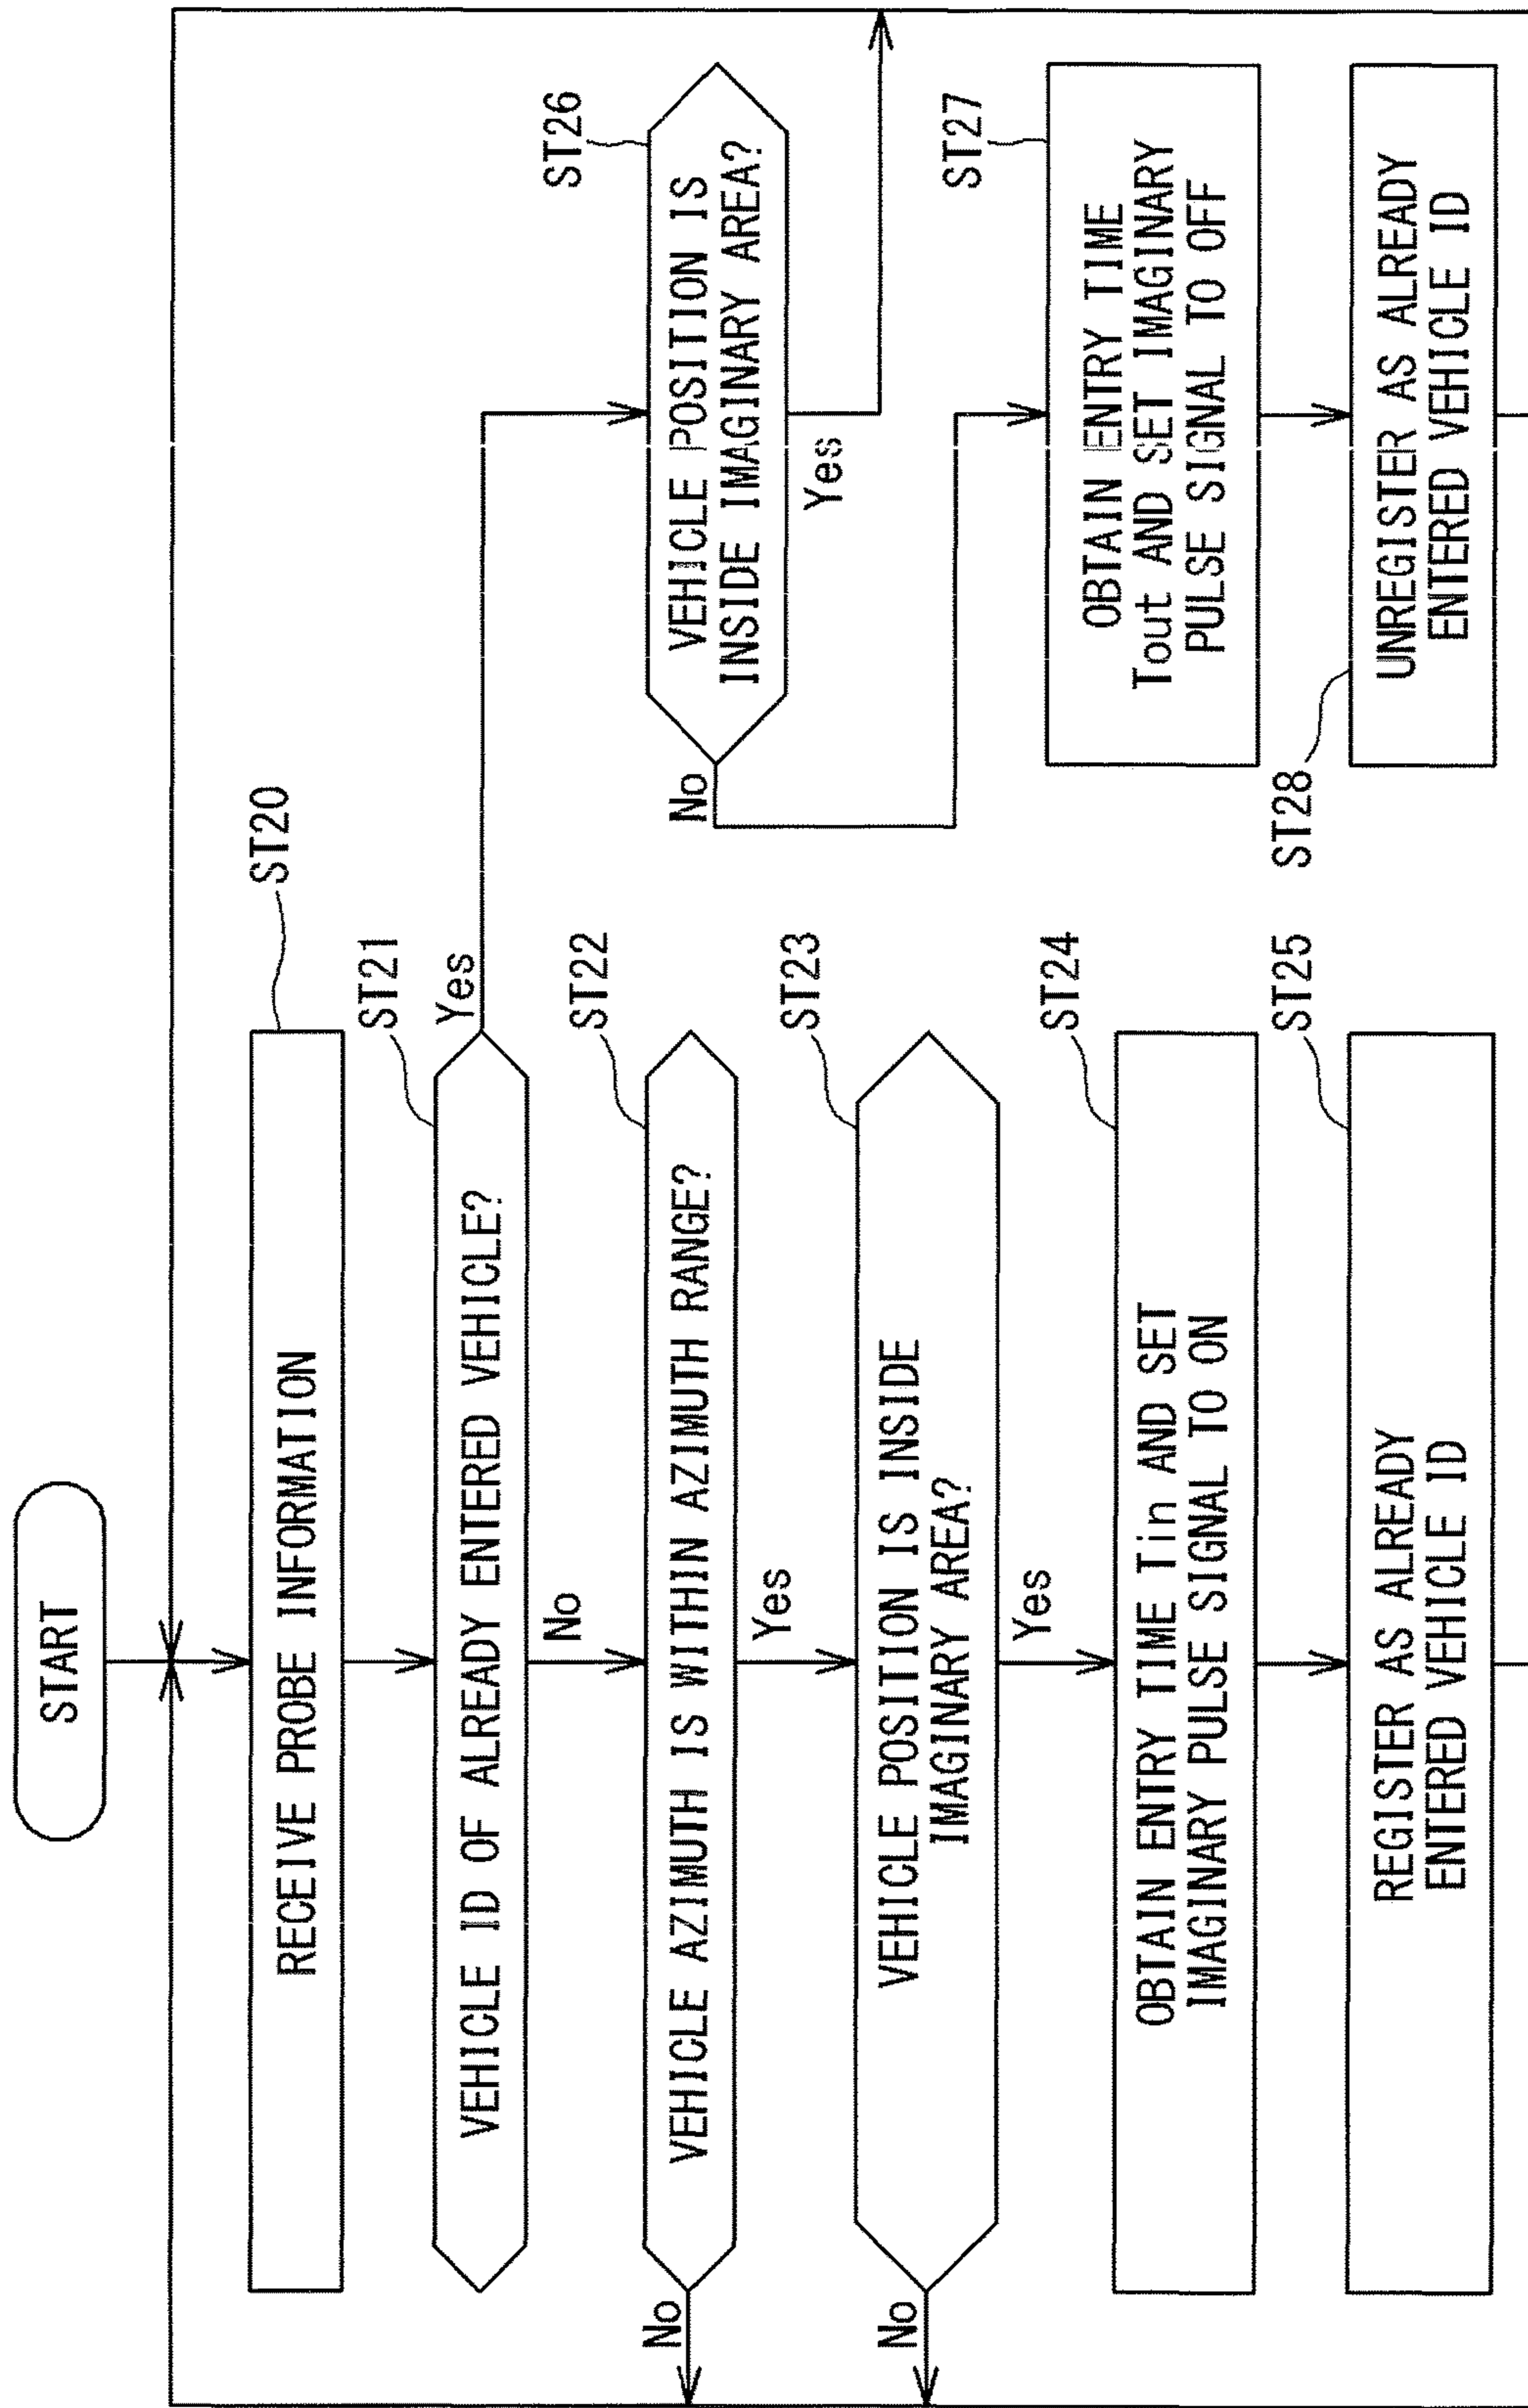 START
RECEIVE PROBE INFORMATION
ST20
VEHICLE ID OF ALREADY ENTERED VEHICLE?
ST21
Yes
No
VEHICLE AZIMUTH IS WITHIN AZIMUTH RANGE?
ST22
No
Yes
VEHICLE POSITION IS INSIDE
IMAGINARY AREA?
ST23
No
Yes
OBTAIN ENTRY TIME Tin AND SET
IMAGINARY PULSE SIGNAL TO ON
ST24
REGISTER AS ALREADY
ENTERED VEHICLE ID
ST25
VEHICLE POSITION IS
INSIDE IMAGINARY AREA?
ST26
No
Yes
OBTAIN ENTRY TIME
Tout AND SET IMAGINARY
PULSE SIGNAL TO OFF
ST27
UNREGISTER AS ALREADY
ENTERED VEHICLE ID
ST28